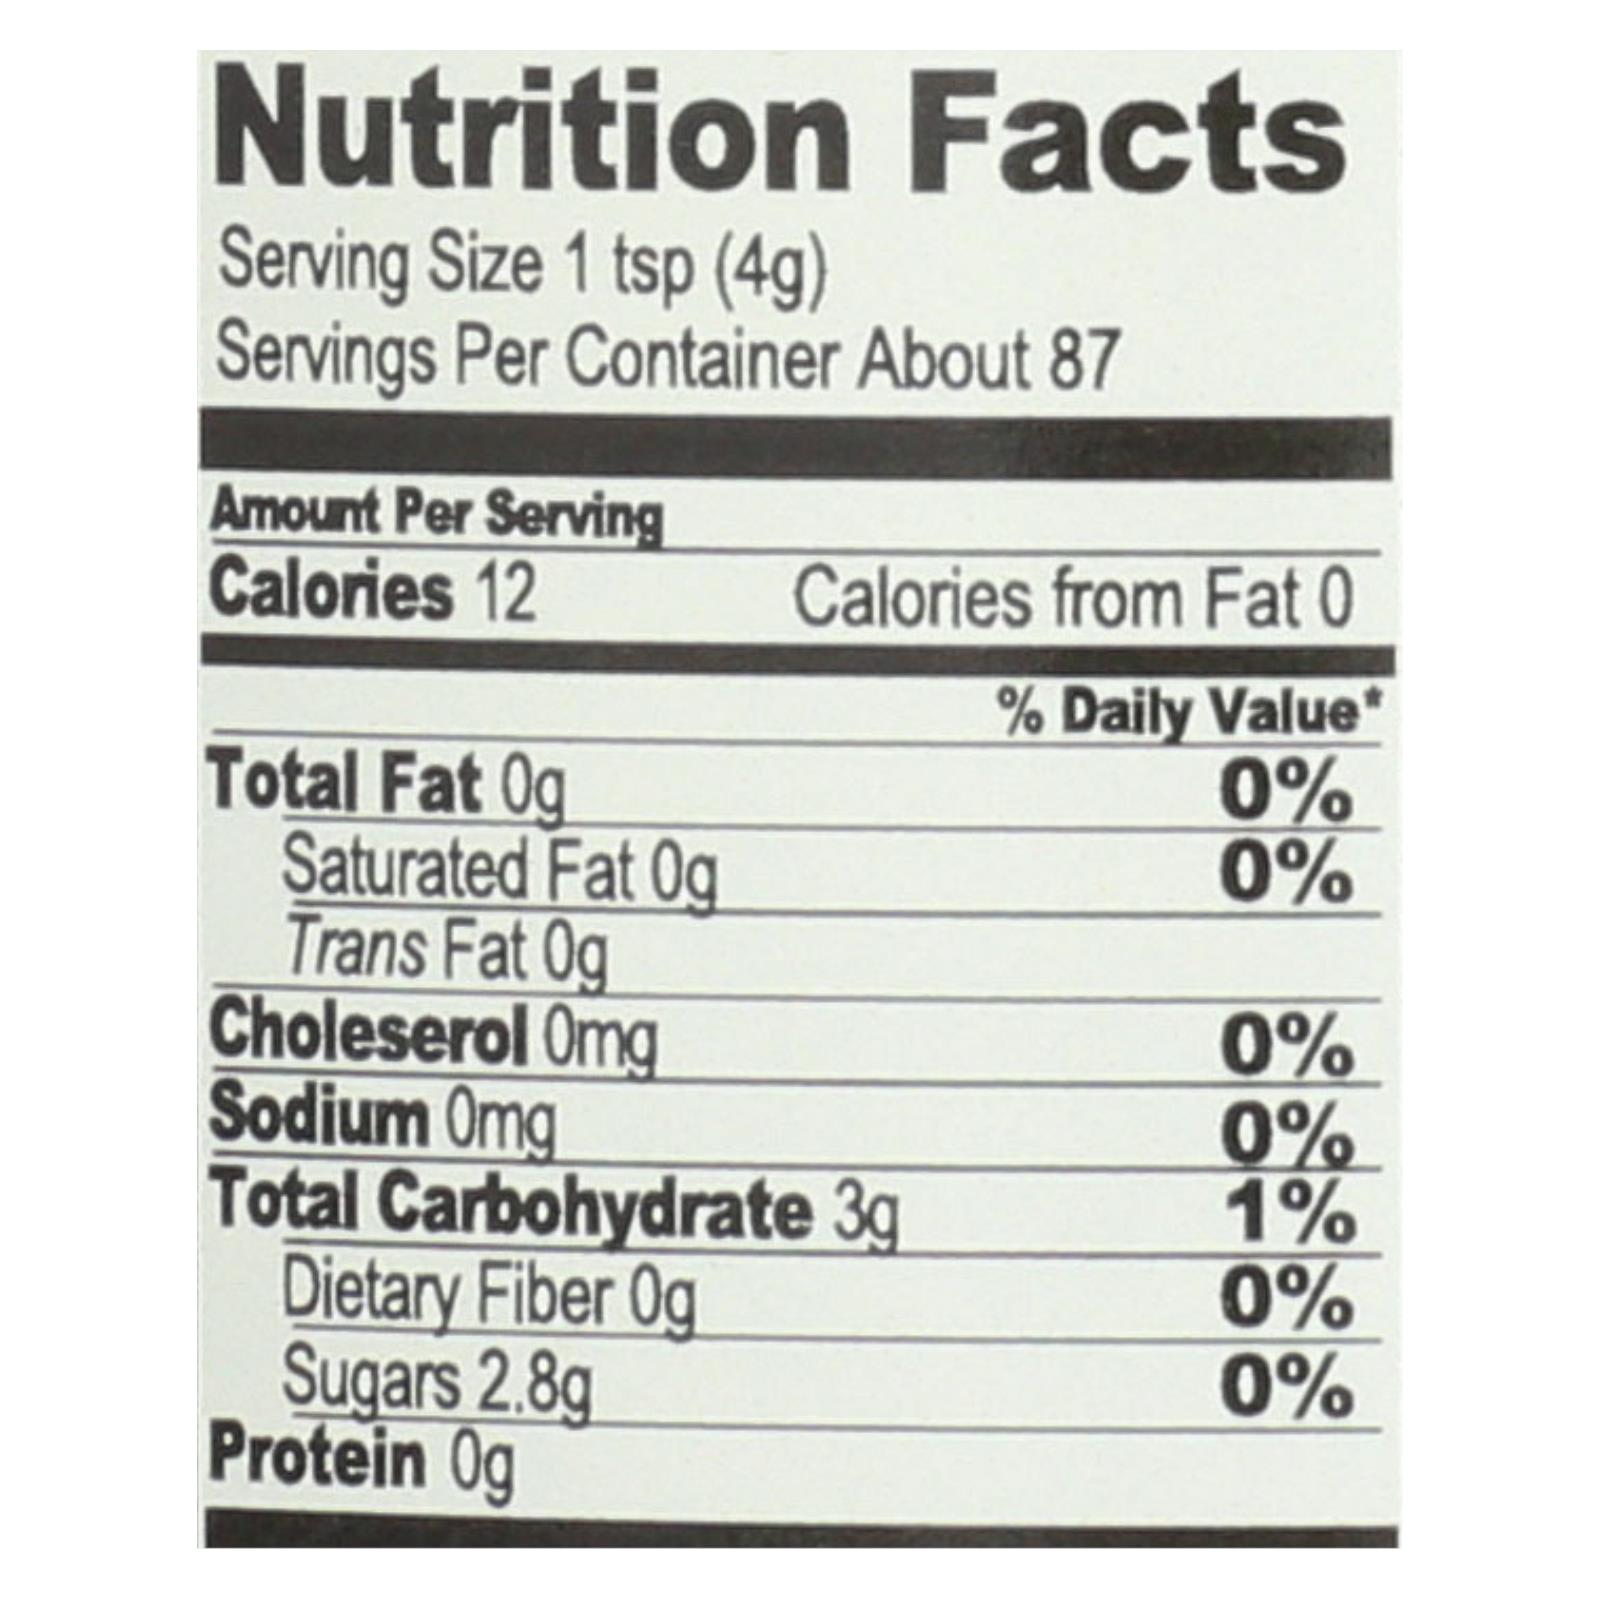 Nutrition Facts
Serving Size 1 tsp (4g)
Servings Per Container About 87
Amount Per Serving
Calories 12 Calories from Fat 0
% Daily Value*
Total Fat 0g 0%
Saturated Fat 0g 0%
Trans Fat 0g
Choleserol 0mg 0%
Sodium 0mg 0%
Total Carbohydrate 3g 1%
Dietary Fiber 0g 0%
Sugars 2.8g 0%
Protein 0g